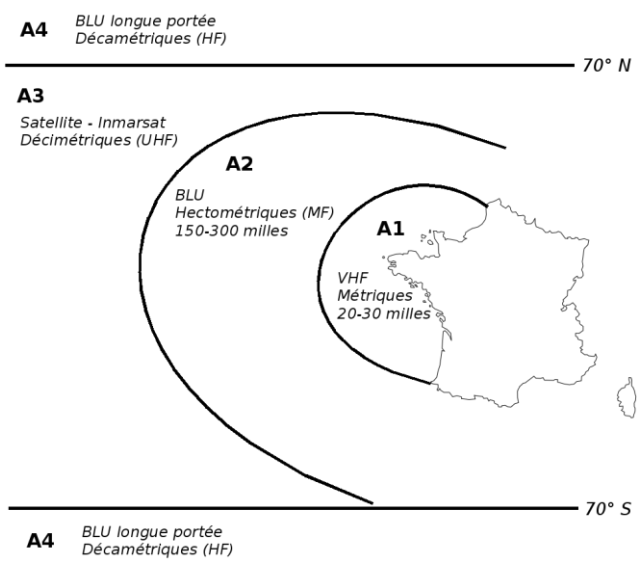 A4 BLU longue portée
Décamétriques (HF)
70° N
A3
Satellite - Inmarsat
Décimétriques (UHF)
A2
BLU
Hectométriques (MF)
150-300 milles
A1
VHF
Métriques
20-30 milles
70° S
A4 BLU longue portée
Décamétriques (HF)